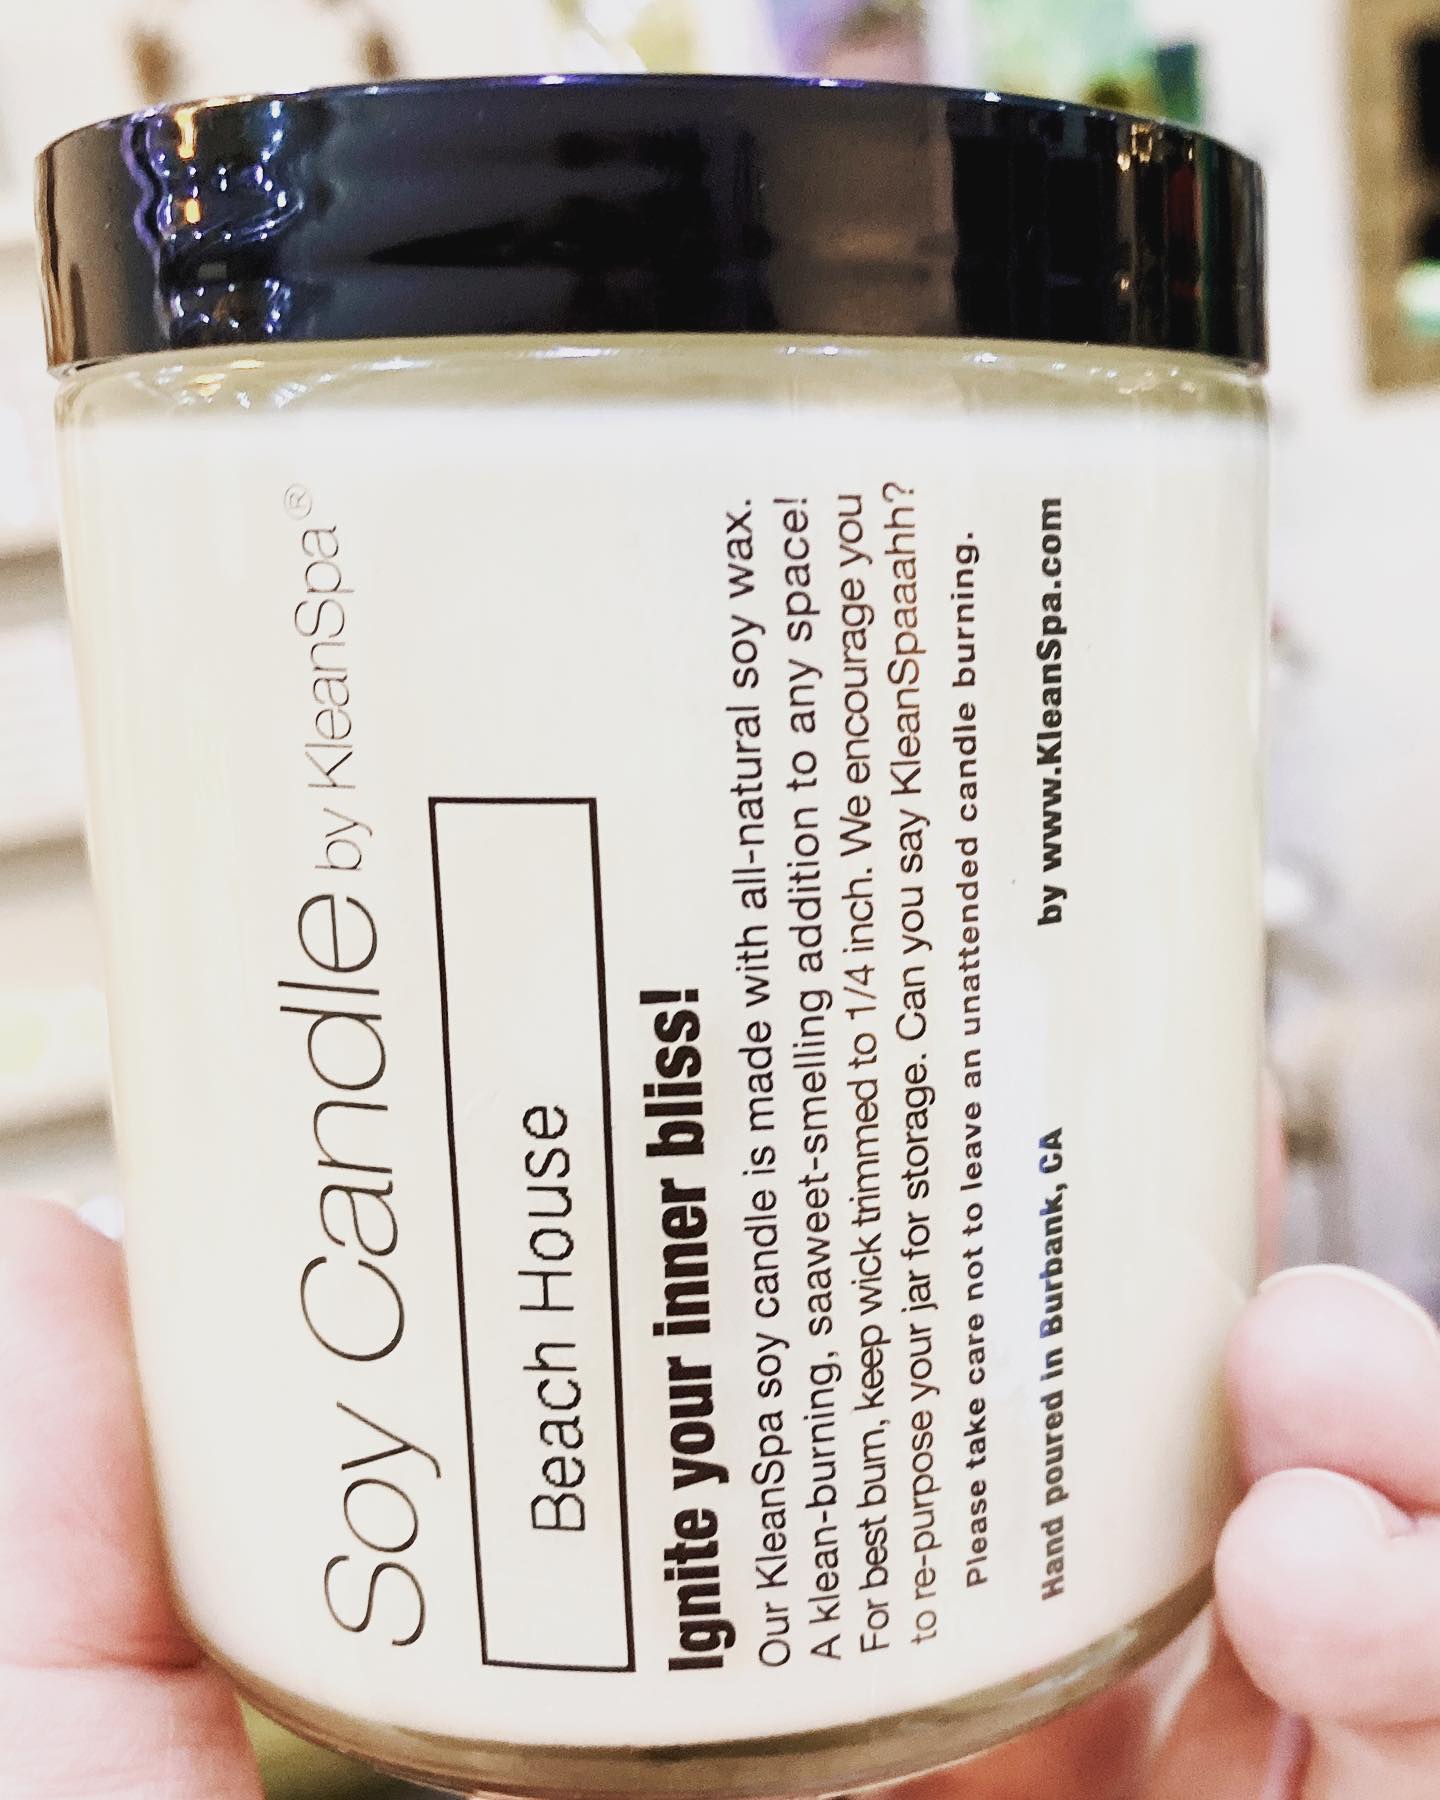 Soy Candle by KleanSpa®
Beach House
Ignite your inner bliss!
Our KleanSpa soy candle is made with all-natural soy wax.
A klean-burning, saaweet-smelling addition to any space!
For best burn, keep wick trimmed to 1/4 inch. We encourage you
to re-purpose your jar for storage. Can you say KleanSpaaahh?
Please take care not to leave an unattended candle burning.
Hand poured in Burbank, CA by www.KleanSpa.com